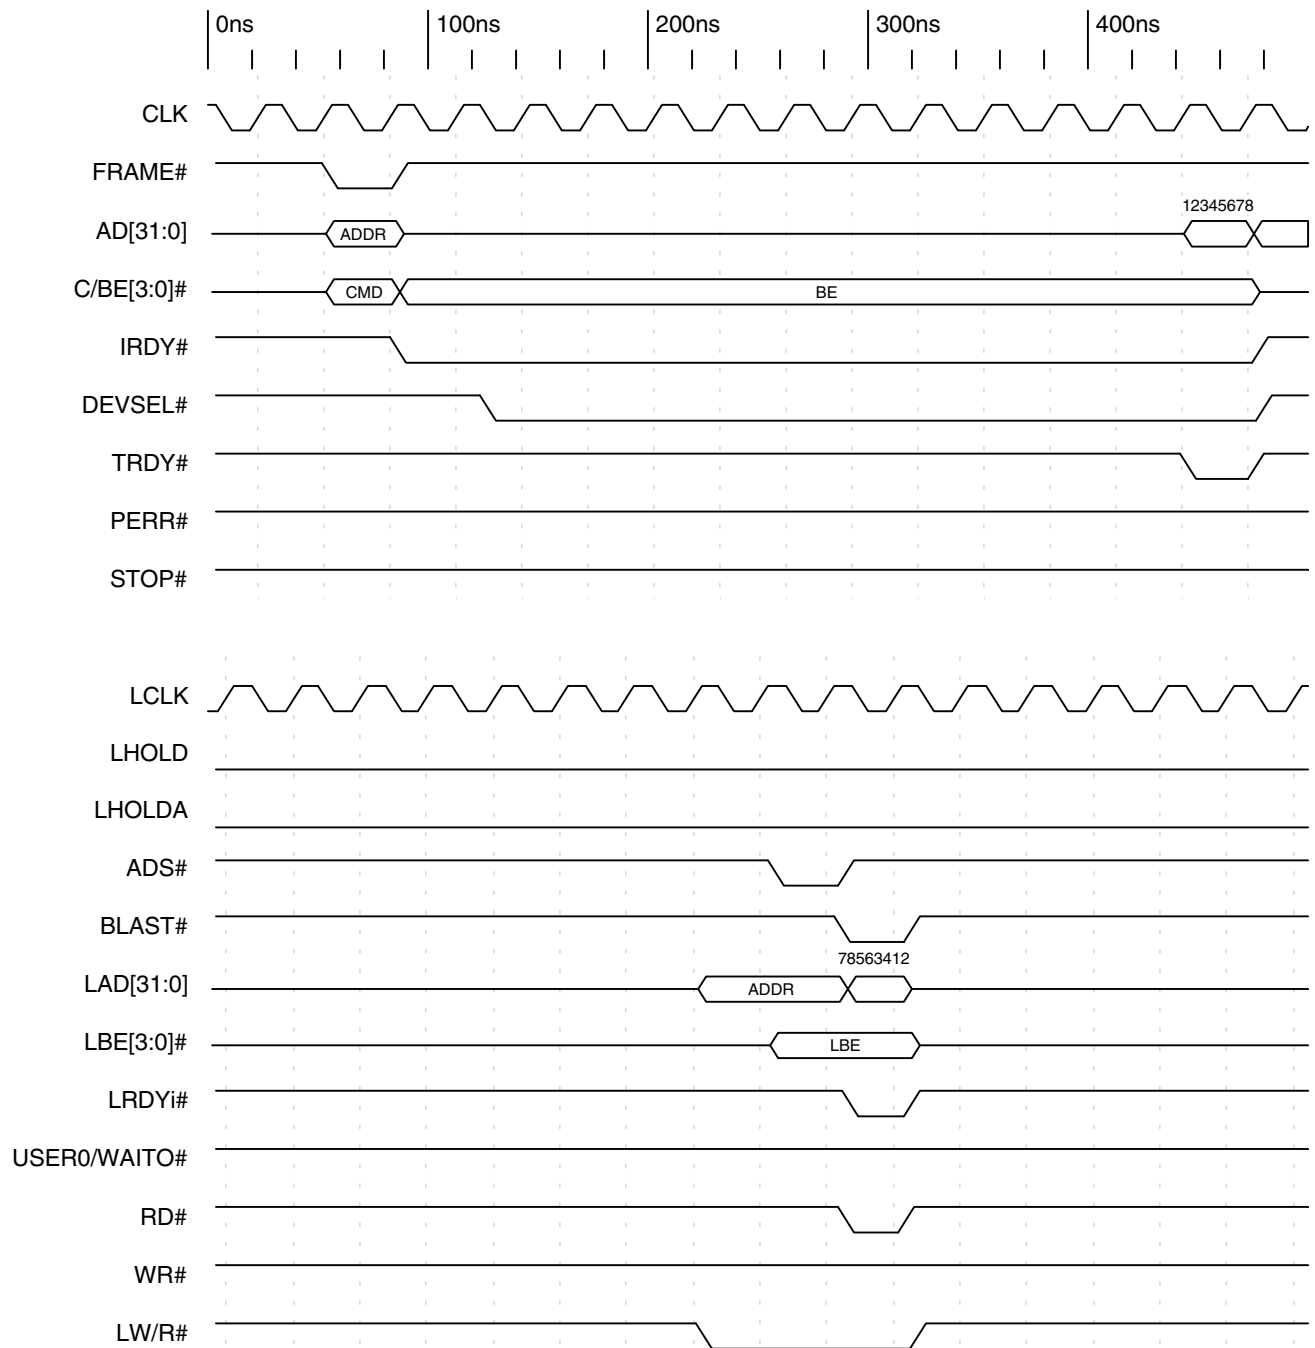 0ns 100ns 200ns 300ns 400ns
CLK
FRAME#
12345678
AD[31:0] ADDR
C/BE[3:0]# CMD BE
IRDY#
DEVSEL#
TRDY#
PERR#
STOP#
LCLK
LHOLD
LHOLDA
ADS#
BLAST#
78563412
LAD[31:0] ADDR
LBE[3:0]# LBE
LRDYi#
USER0/WAITO#
RD#
WR#
LW/R#